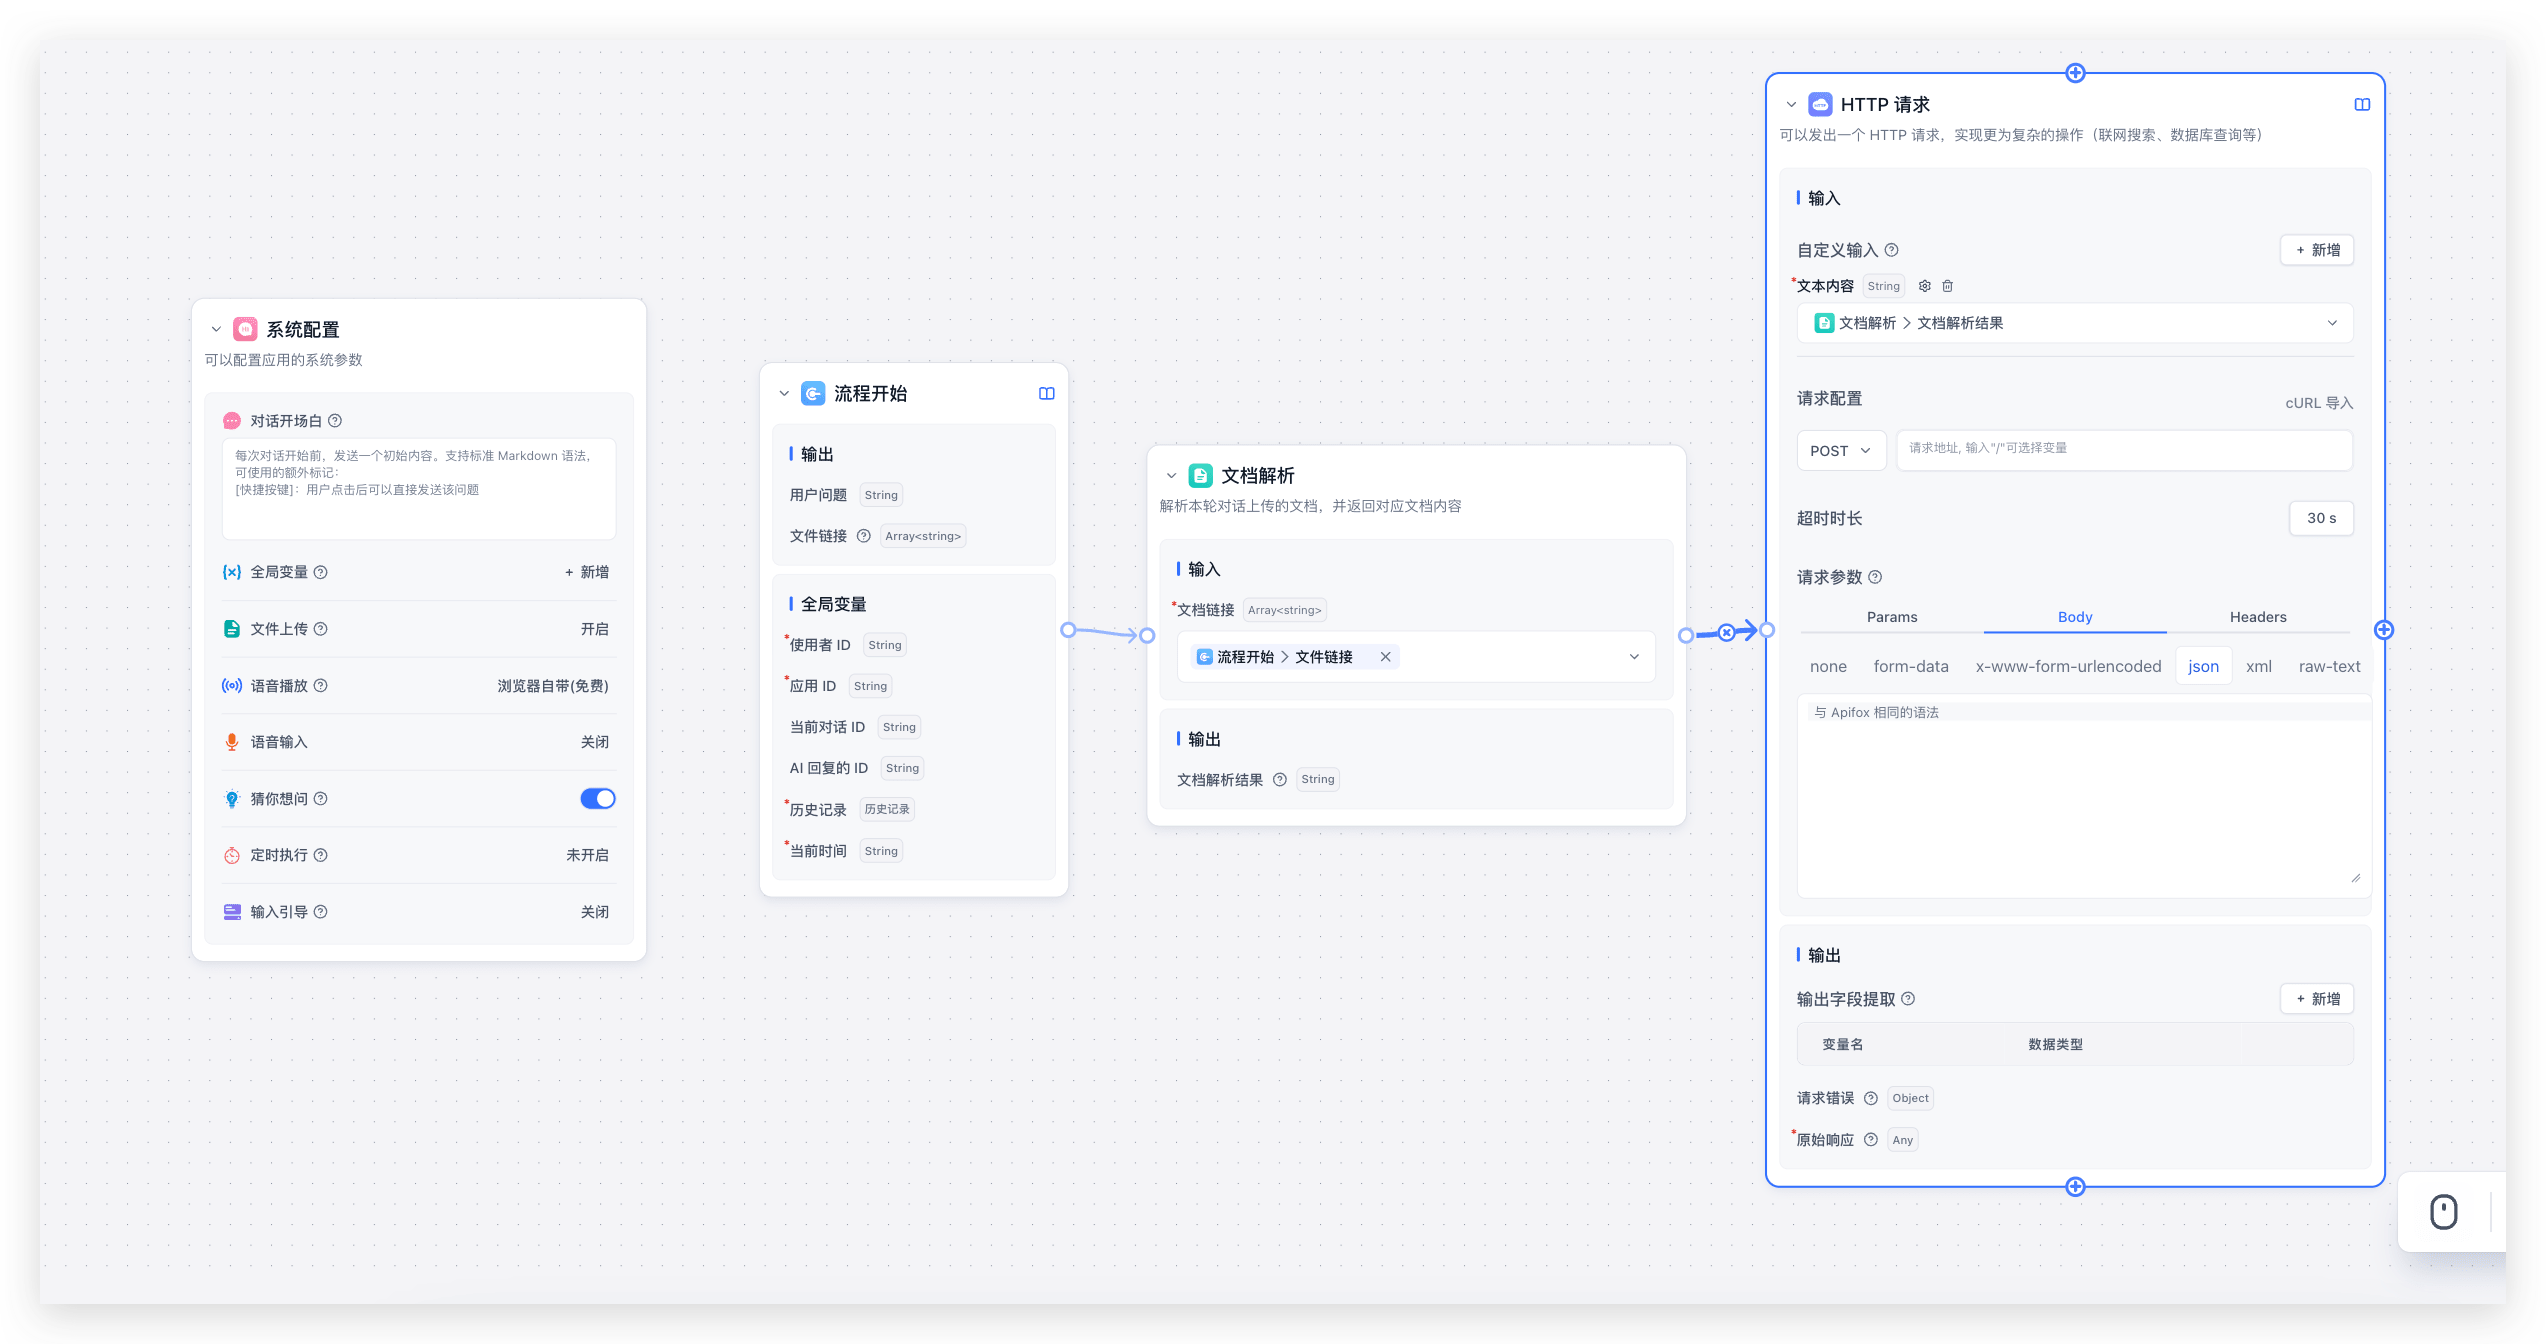 系统配置
可以配置应用的系统参数
对话开场白
每次对话开始前，发送一个初始内容。支持标准 Markdown 语法，
可使用的额外标记：
[快捷按键]：用户点击后可以直接发送该问题
全局变量
+ 新增
文件上传
开启
语音播放
浏览器自带(免费)
语音输入
关闭
猜你想问
定时执行
未开启
输入引导
关闭
流程开始
输出
用户问题 String
文件链接 Array<string>
全局变量
*使用者 ID String
*应用 ID String
当前对话 ID String
AI 回复的 ID String
*历史记录 历史记录
*当前时间 String
文档解析
解析本轮对话上传的文档，并返回对应文档内容
输入
*文档链接 Array<string>
流程开始 > 文件链接
输出
文档解析结果 String
HTTP 请求
可以发出一个 HTTP 请求，实现更为复杂的操作（联网搜索、数据库查询等）
输入
自定义输入
+ 新增
*文本内容 String
文档解析 > 文档解析结果
请求配置
cURL 导入
POST
请求地址, 输入"/"可选择变量
超时时长
30 s
请求参数
Params Body Headers
none form-data x-www-form-urlencoded json xml raw-text
与 Apifox 相同的语法
输出
输出字段提取
+ 新增
变量名 数据类型
请求错误 Object
*原始响应 Any